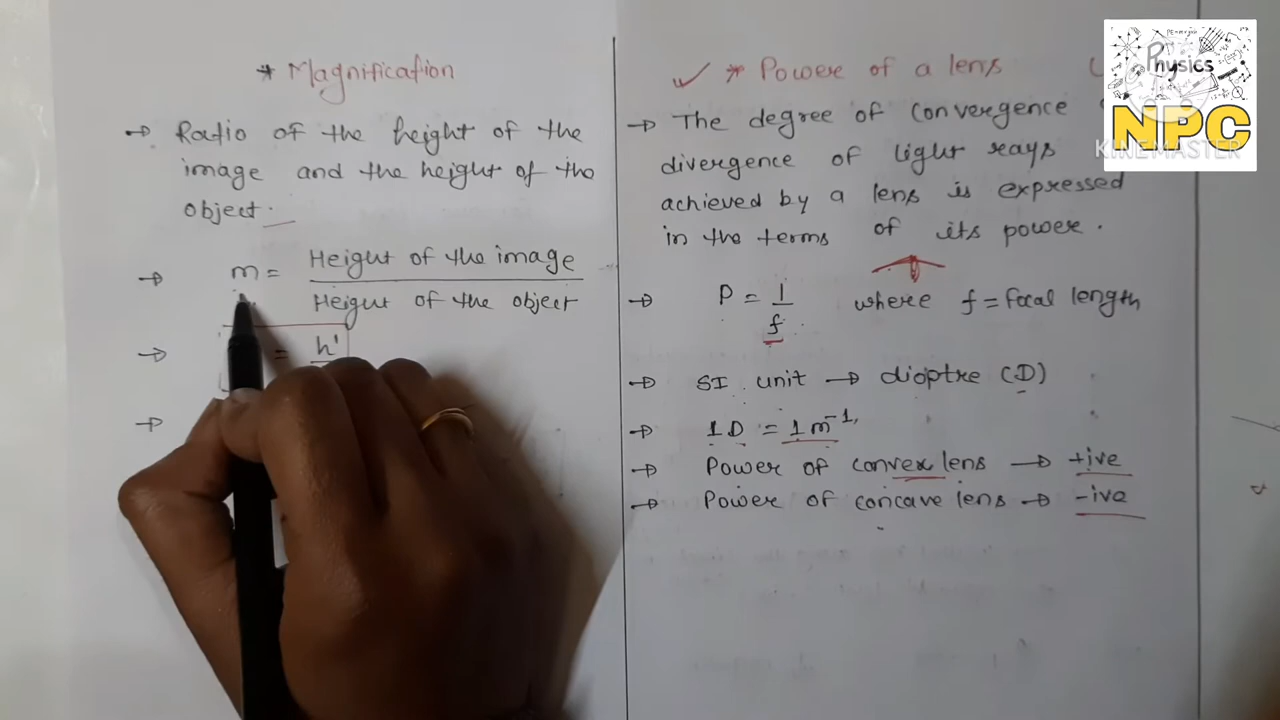 * Magnification
→ Ratio of the height of the
image and the height of the
object.
→ m = Height of the image
Height of the object
→ = h'
→
✓ * Power of a lens
→ The degree of convergence
divergence of light rays
achieved by a lens is expressed
in the terms of its power.
→ P = 1 where f = focal length
f
→ SI unit → dioptre (D)
→ 1 D = 1 m⁻¹,
→ Power of convex lens → +ive
→ Power of concave lens → -ive
Physics
NPC
KINEMASTER